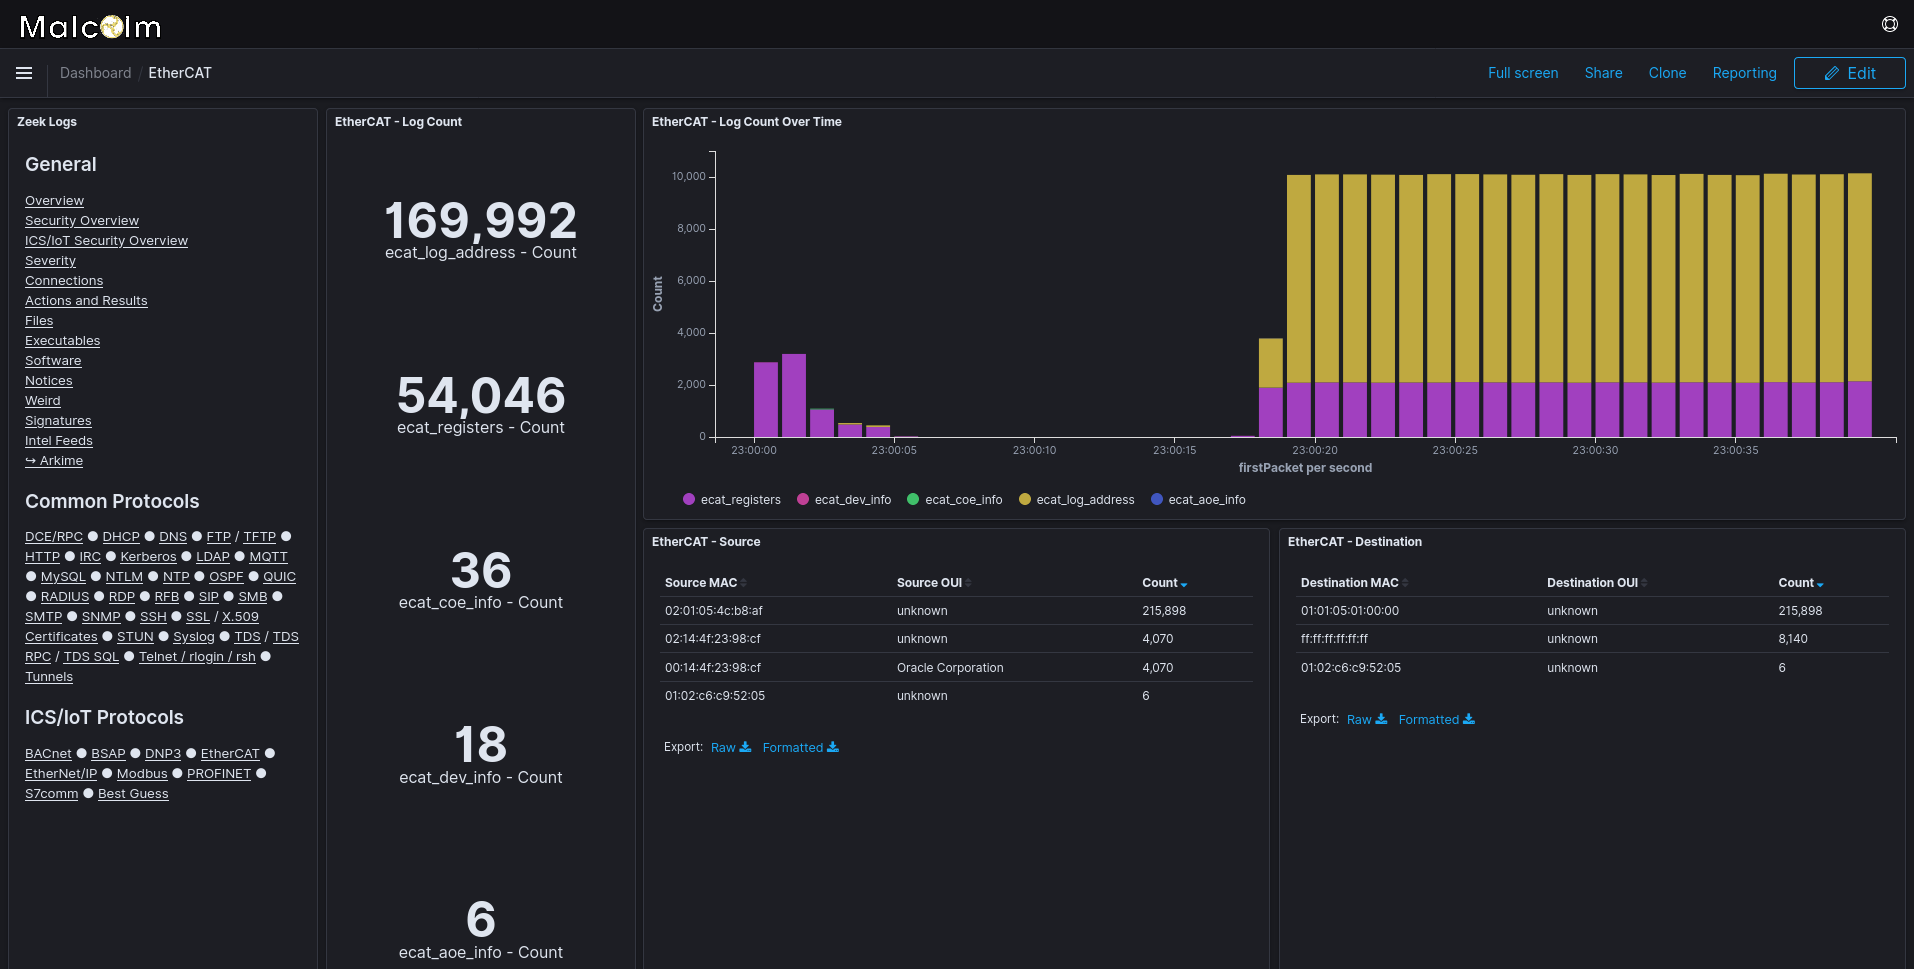 Malcolm
Dashboard / EtherCAT
Full screen Share Clone Reporting Edit
Zeek Logs
General
Overview
Security Overview
ICS/IoT Security Overview
Severity
Connections
Actions and Results
Files
Executables
Software
Notices
Weird
Signatures
Intel Feeds
↪ Arkime
Common Protocols
DCE/RPC ● DHCP ● DNS ● FTP / TFTP ●
HTTP ● IRC ● Kerberos ● LDAP ● MQTT
● MySQL ● NTLM ● NTP ● OSPF ● QUIC
● RADIUS ● RDP ● RFB ● SIP ● SMB ●
SMTP ● SNMP ● SSH ● SSL / X.509
Certificates ● STUN ● Syslog ● TDS / TDS
RPC / TDS SQL ● Telnet / rlogin / rsh ●
Tunnels
ICS/IoT Protocols
BACnet ● BSAP ● DNP3 ● EtherCAT ●
EtherNet/IP ● Modbus ● PROFINET ●
S7comm ● Best Guess
EtherCAT - Log Count
169,992
ecat_log_address - Count
54,046
ecat_registers - Count
36
ecat_coe_info - Count
18
ecat_dev_info - Count
6
ecat_aoe_info - Count
EtherCAT - Log Count Over Time
Count
10,000
8,000
6,000
4,000
2,000
0
23:00:00 23:00:05 23:00:10 23:00:15 23:00:20 23:00:25 23:00:30 23:00:35
firstPacket per second
ecat_registers ecat_dev_info ecat_coe_info ecat_log_address ecat_aoe_info
EtherCAT - Source
Source MAC Source OUI Count
02:01:05:4c:b8:af unknown 215,898
02:14:4f:23:98:cf unknown 4,070
00:14:4f:23:98:cf Oracle Corporation 4,070
01:02:c6:c9:52:05 unknown 6
Export: Raw Formatted
EtherCAT - Destination
Destination MAC Destination OUI Count
01:01:05:01:00:00 unknown 215,898
ff:ff:ff:ff:ff:ff unknown 8,140
01:02:c6:c9:52:05 unknown 6
Export: Raw Formatted